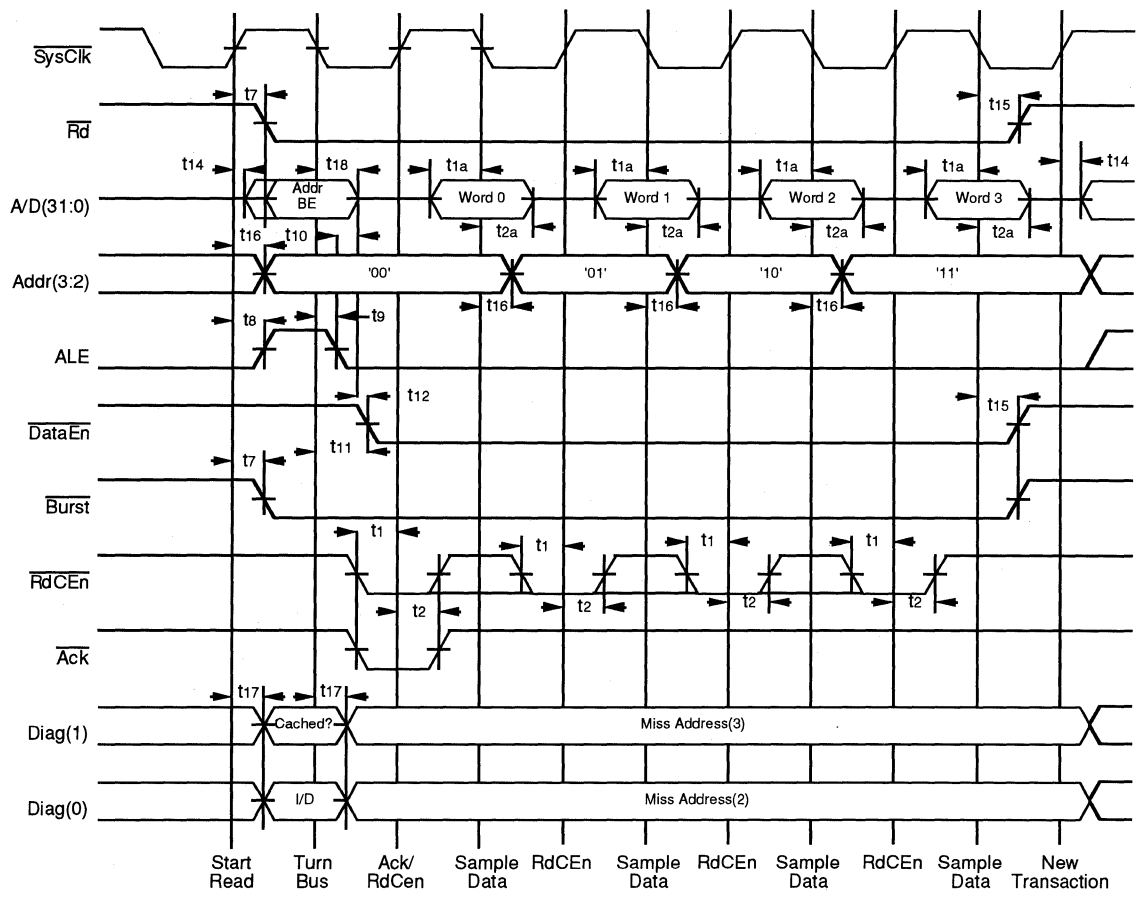 SysClk
t7
t15
Rd
t14
t18
t1a
t1a
t1a
t1a
t14
A/D(31:0)
Addr
BE
Word 0
Word 1
Word 2
Word 3
t16
t10
t2a
t2a
t2a
t2a
Addr(3:2)
'00'
'01'
'10'
'11'
t16
t16
t16
t8
t9
ALE
t12
t15
DataEn
t11
t7
Burst
t1
t1
t1
t1
RdCEn
t2
t2
t2
t2
Ack
t17
t17
Diag(1)
Cached?
Miss Address(3)
Diag(0)
I/D
Miss Address(2)
Start
Read
Turn
Bus
Ack/
RdCen
Sample
Data
RdCEn
Sample
Data
RdCEn
Sample
Data
RdCEn
Sample
Data
New
Transaction